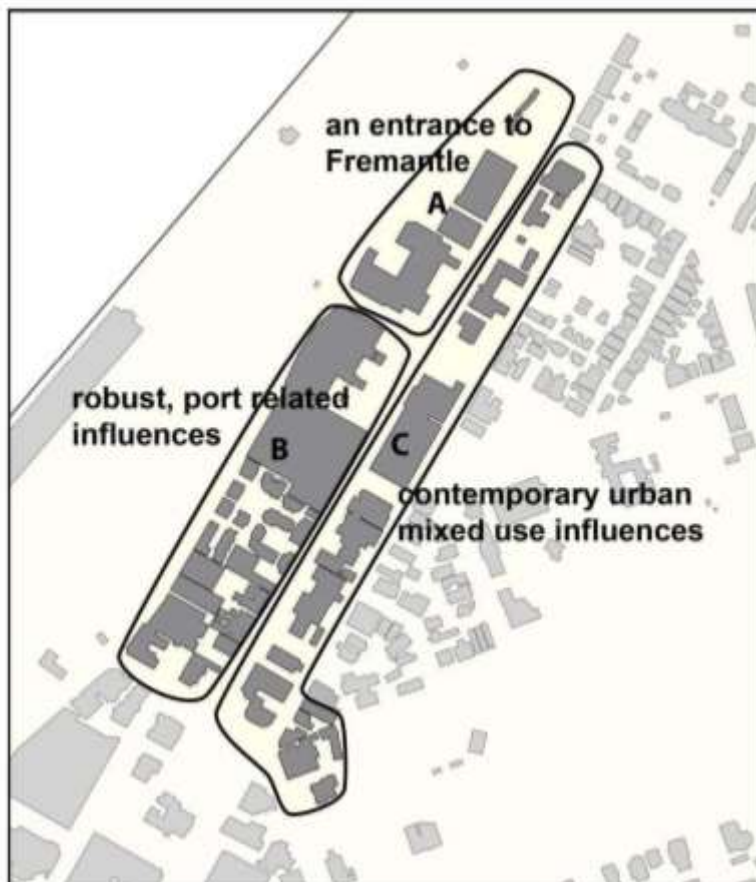 an entrance to
Fremantle
A
robust, port related
influences
B
C
contemporary urban
mixed use influences